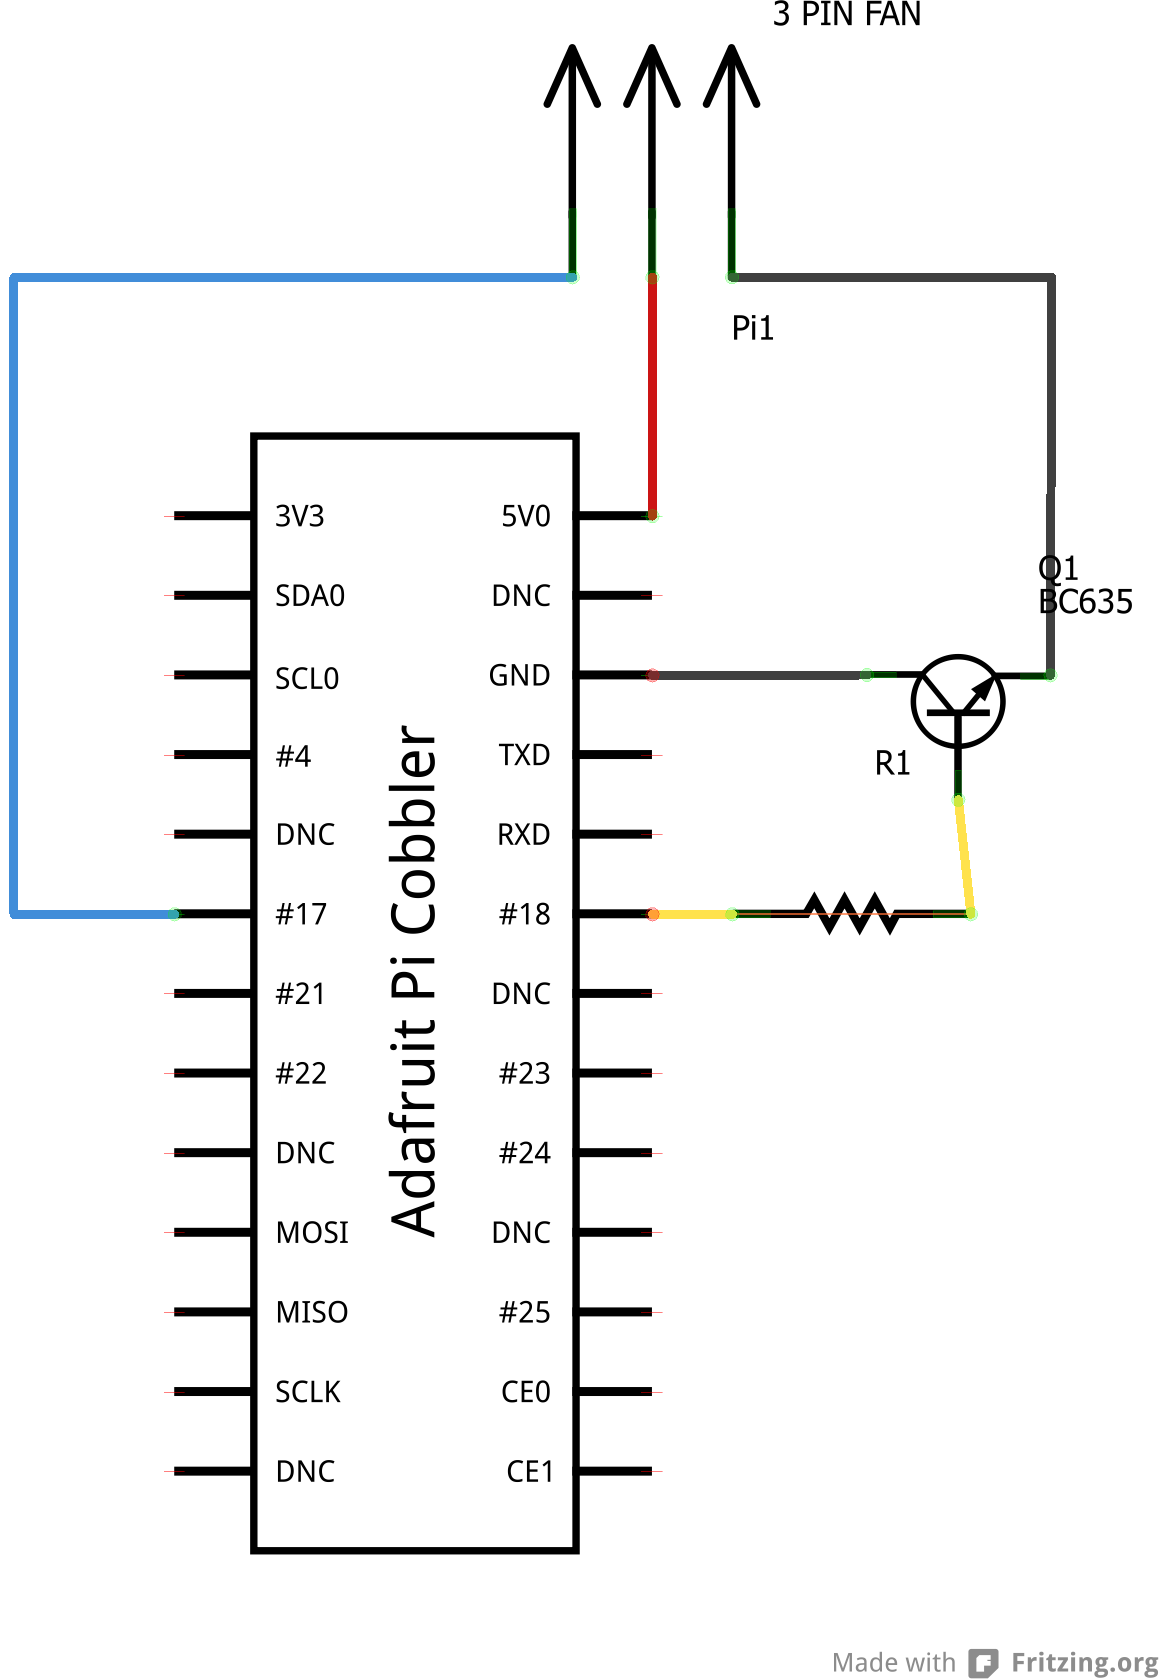 3 PIN FAN
Pi1
3V3 5V0
SDA0 DNC
SCL0 GND
#4 TXD
DNC RXD
#17 #18
#21 DNC
#22 #23
DNC #24
MOSI DNC
MISO #25
SCLK CE0
DNC CE1
Adafruit Pi Cobbler
Q1
BC635
R1
Made with Fritzing.org